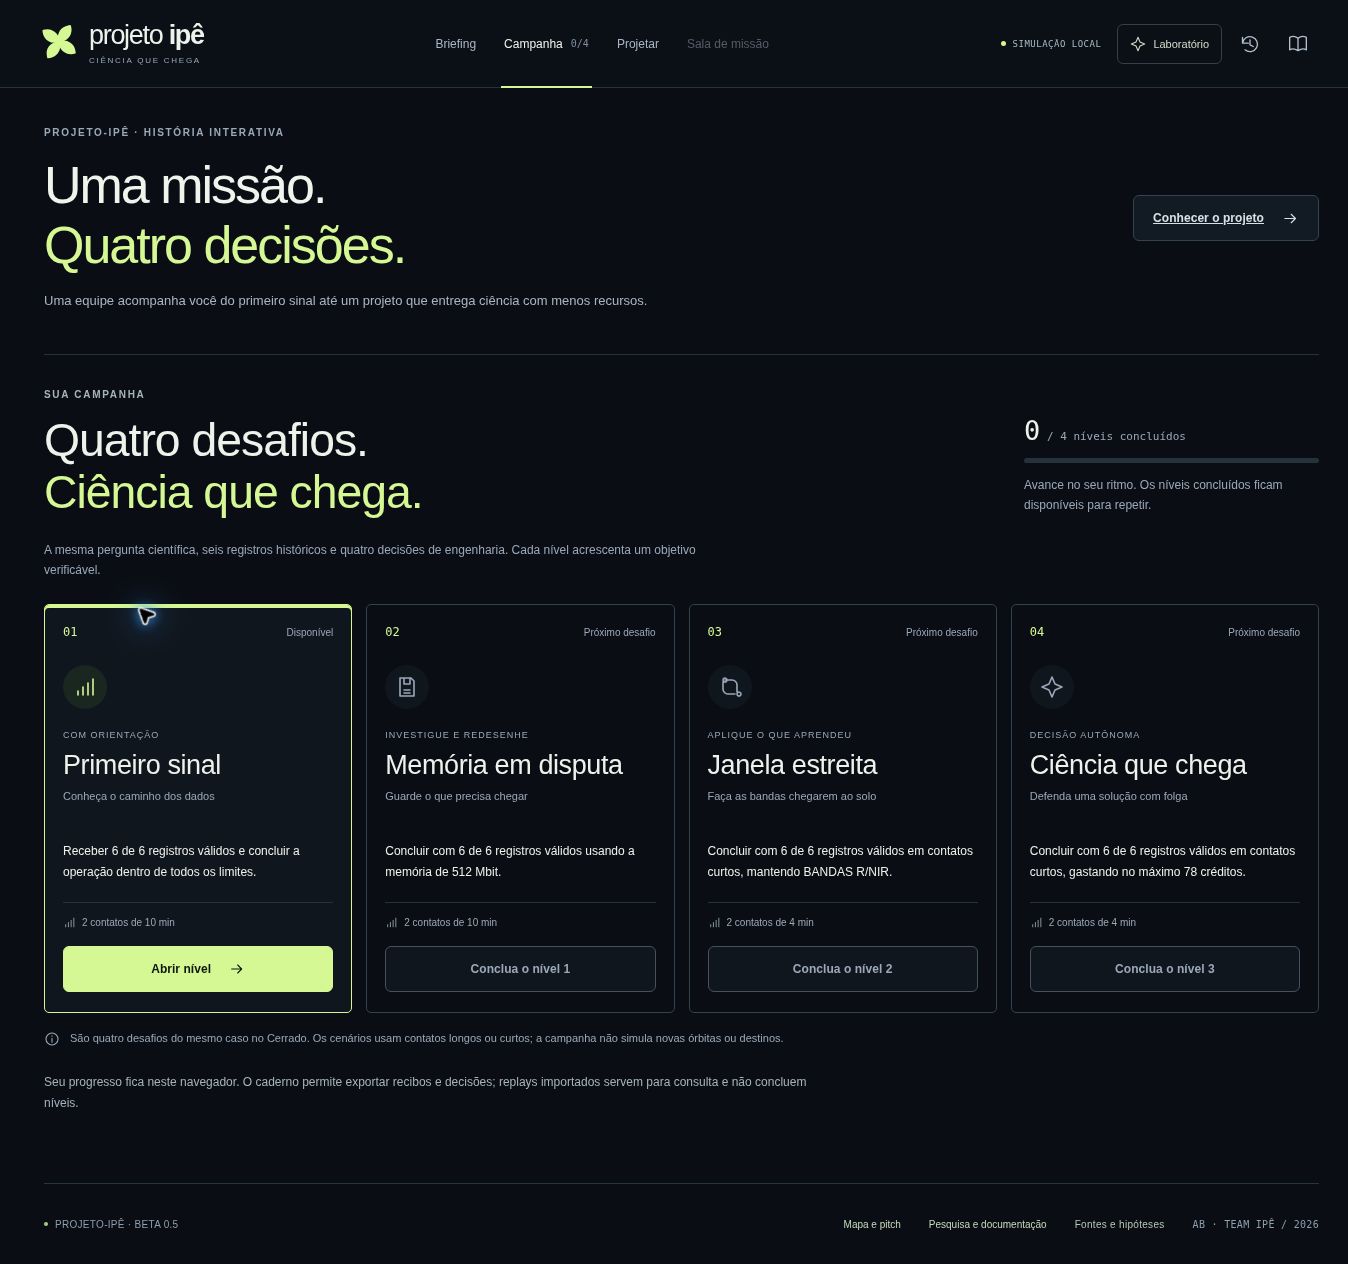 projeto ipê
CIÊNCIA QUE CHEGA
Briefing
Campanha 0/4
Projetar
Sala de missão
SIMULAÇÃO LOCAL
Laboratório
PROJETO-IPÊ · HISTÓRIA INTERATIVA
Uma missão.
Quatro decisões.
Uma equipe acompanha você do primeiro sinal até um projeto que entrega ciência com menos recursos.
Conhecer o projeto
SUA CAMPANHA
Quatro desafios.
Ciência que chega.
A mesma pergunta científica, seis registros históricos e quatro decisões de engenharia. Cada nível acrescenta um objetivo
verificável.
0 / 4 níveis concluídos
Avance no seu ritmo. Os níveis concluídos ficam
disponíveis para repetir.
01
Disponível
COM ORIENTAÇÃO
Primeiro sinal
Conheça o caminho dos dados
Receber 6 de 6 registros válidos e concluir a
operação dentro de todos os limites.
2 contatos de 10 min
Abrir nível
02
Próximo desafio
INVESTIGUE E REDESENHE
Memória em disputa
Guarde o que precisa chegar
Concluir com 6 de 6 registros válidos usando a
memória de 512 Mbit.
2 contatos de 10 min
Conclua o nível 1
03
Próximo desafio
APLIQUE O QUE APRENDEU
Janela estreita
Faça as bandas chegarem ao solo
Concluir com 6 de 6 registros válidos em contatos
curtos, mantendo BANDAS R/NIR.
2 contatos de 4 min
Conclua o nível 2
04
Próximo desafio
DECISÃO AUTÔNOMA
Ciência que chega
Defenda uma solução com folga
Concluir com 6 de 6 registros válidos em contatos
curtos, gastando no máximo 78 créditos.
2 contatos de 4 min
Conclua o nível 3
São quatro desafios do mesmo caso no Cerrado. Os cenários usam contatos longos ou curtos; a campanha não simula novas órbitas ou destinos.
Seu progresso fica neste navegador. O caderno permite exportar recibos e decisões; replays importados servem para consulta e não concluem
níveis.
PROJETO-IPÊ · BETA 0.5
Mapa e pitch
Pesquisa e documentação
Fontes e hipóteses
AB · TEAM IPÊ / 2026